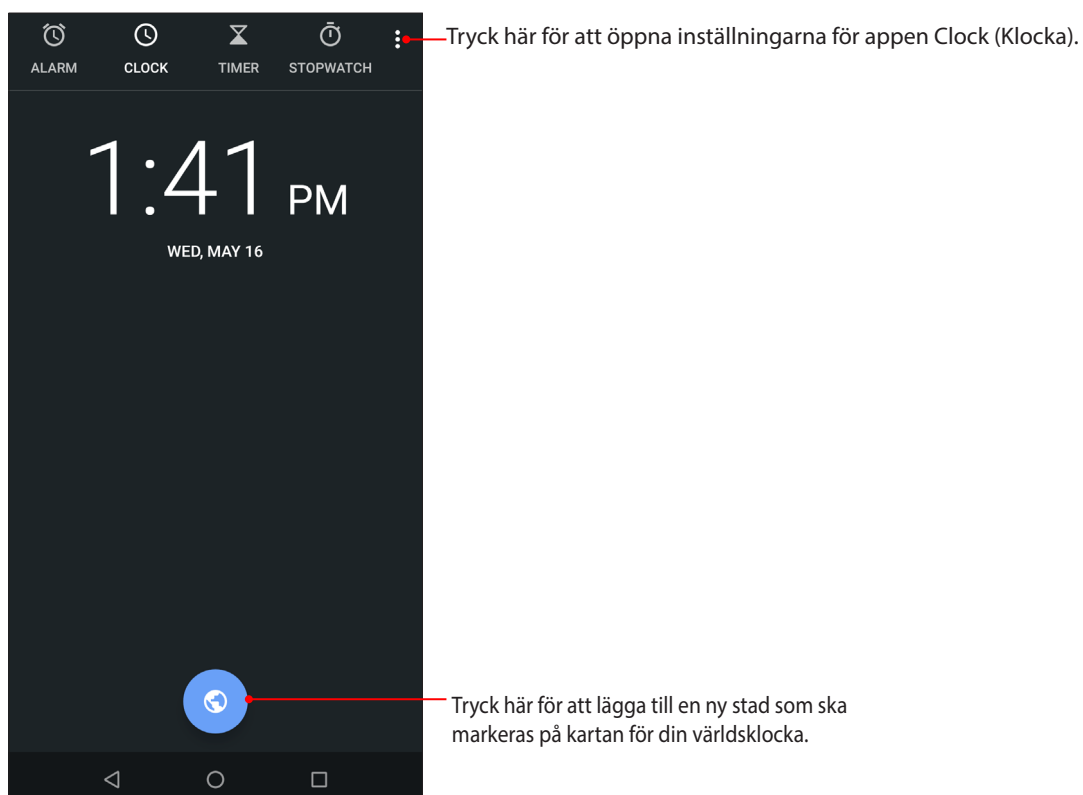 Tryck här för att öppna inställningarna för appen Clock (Klocka).
ALARM CLOCK TIMER STOPWATCH
1:41 PM
WED, MAY 16
Tryck här för att lägga till en ny stad som ska
markeras på kartan för din världsklocka.